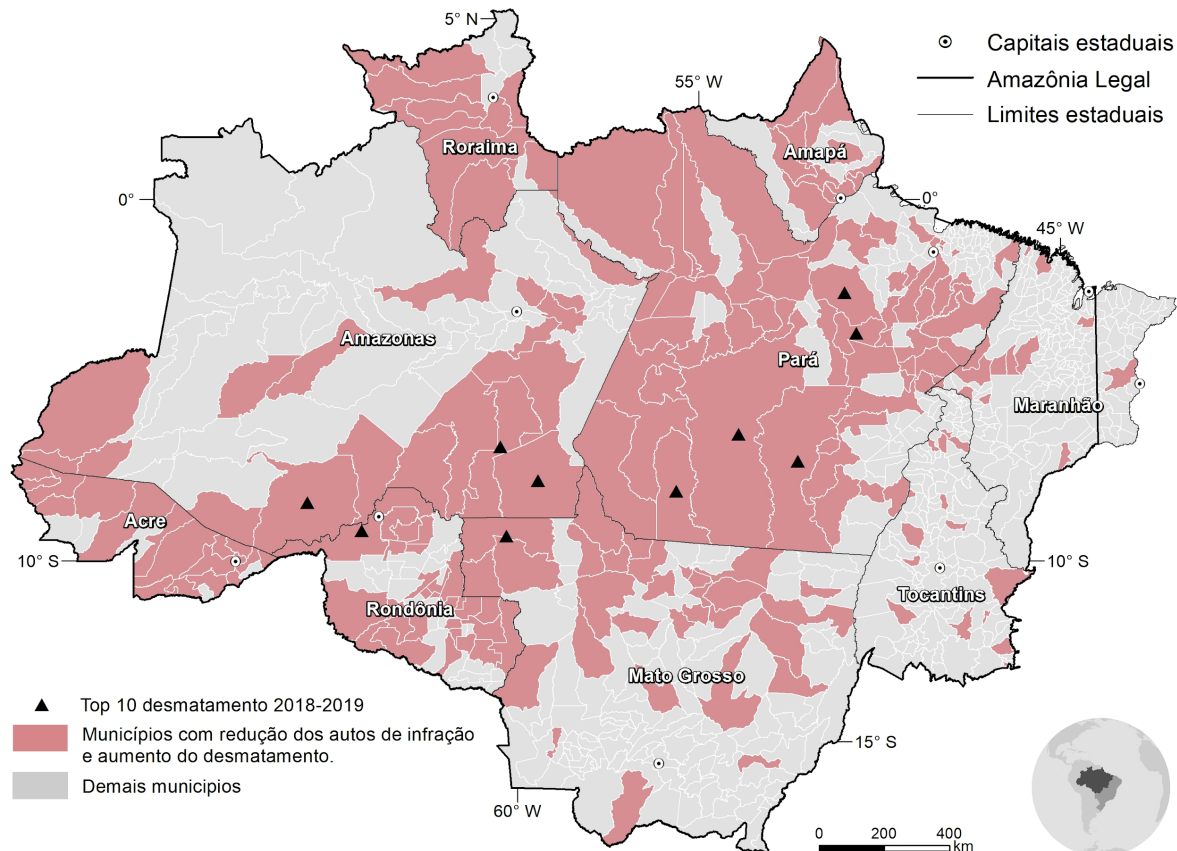 5° N
Capitais estaduais
55° W
Amazônia Legal
Limites estaduais
Roraima
Amapá
0°
0°
45° W
Amazonas
Pará
Maranhão
Acre
10° S
10° S
Tocantins
Rondônia
Mato Grosso
Top 10 desmatamento 2018-2019
Municípios com redução dos autos de infração
e aumento do desmatamento.
15° S
Demais municipios
60° W
0 200 400
km